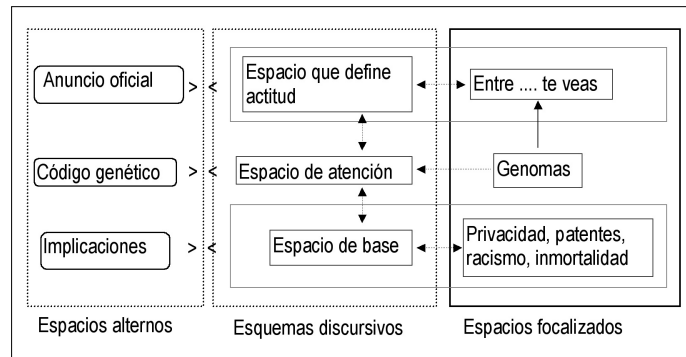 Anuncio oficial
> <
Espacio que define
actitud
Entre .... te veas
Código genético
> <
Espacio de atención
Genomas
Implicaciones
> <
Espacio de base
Privacidad, patentes,
racismo, inmortalidad
Espacios alternos
Esquemas discursivos
Espacios focalizados